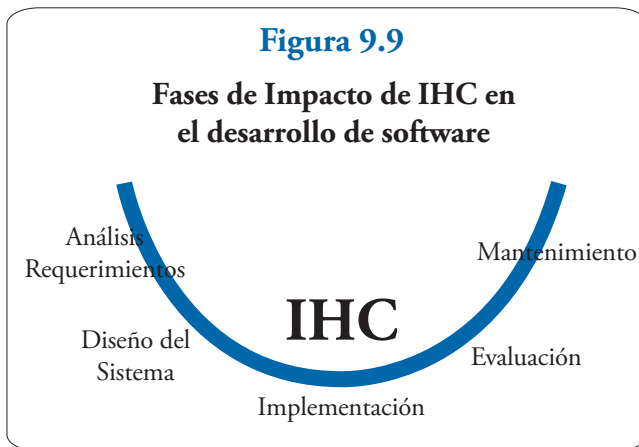 Figura 9.9
Fases de Impacto de IHC en
el desarrollo de software
Análisis
Requerimientos
Mantenimiento
IHC
Diseño del
Sistema
Evaluación
Implementación